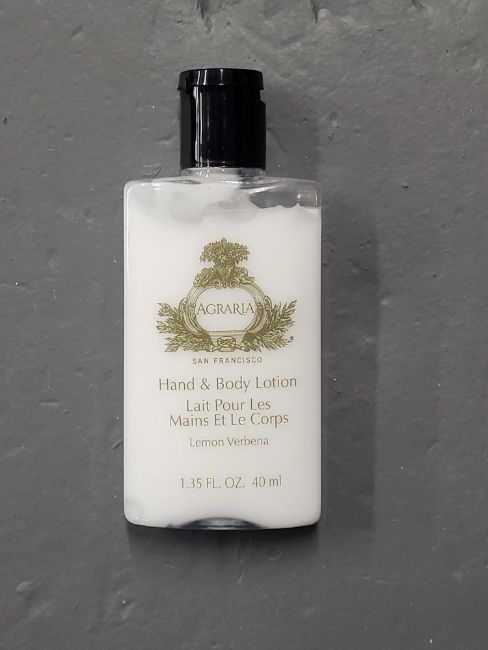 AGRARIA
SAN FRANCISCO
Hand & Body Lotion
Lait Pour Les
Mains Et Le Corps
Lemon Verbena
1.35 FL. OZ. 40 ml